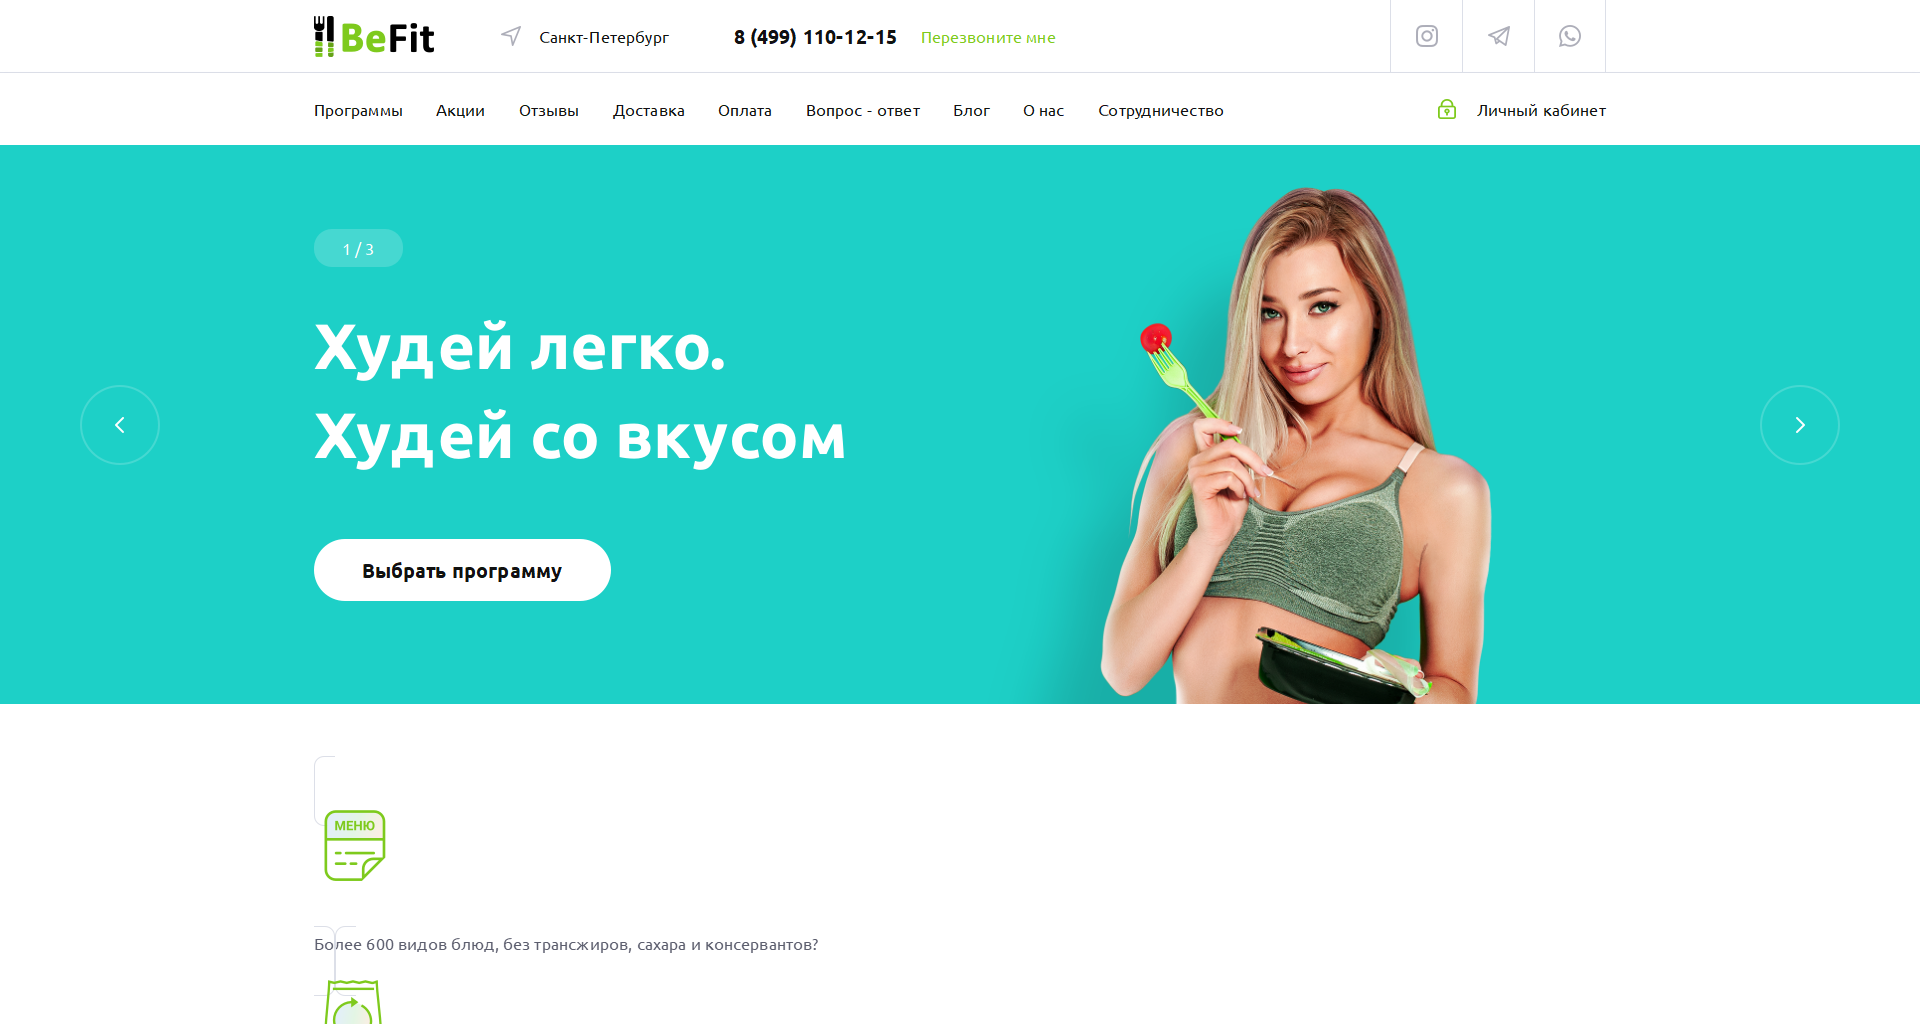 BeFit
Санкт-Петербург
8 (499) 110-12-15
Перезвоните мне
Программы
Акции
Отзывы
Доставка
Оплата
Вопрос - ответ
Блог
О нас
Сотрудничество
Личный кабинет
1 / 3
Худей легко.
Худей со вкусом
Выбрать программу
МЕНЮ
Более 600 видов блюд, без трансжиров, сахара и консервантов?